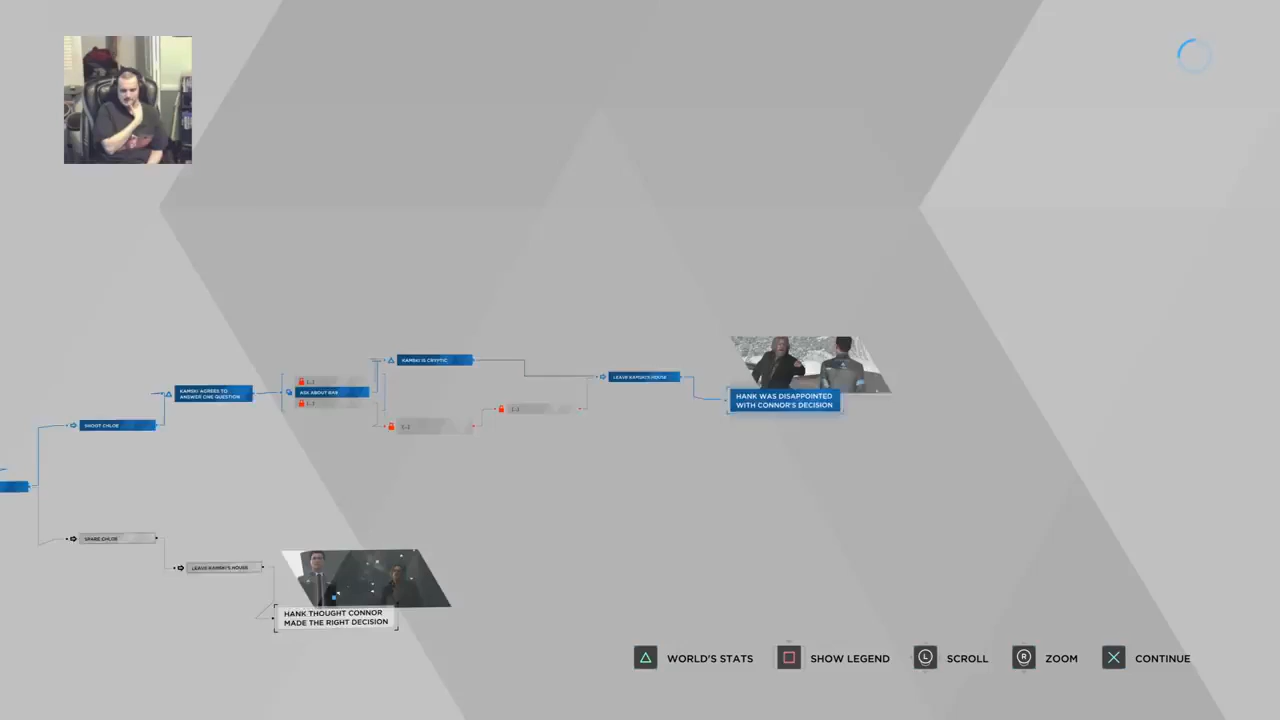 KAMSKI IS CRYPTIC
LEAVE KAMSKI'S HOUSE
[...]
KAMSKI AGREES TO
ANSWER ONE QUESTION
ASK ABOUT RA9
[...]
[...]
[...]
HANK WAS DISAPPOINTED
WITH CONNOR'S DECISION
SHOOT CHLOE
SPARE CHLOE
LEAVE KAMSKI'S HOUSE
HANK THOUGHT CONNOR
MADE THE RIGHT DECISION
WORLD'S STATS
SHOW LEGEND
L
SCROLL
R
ZOOM
CONTINUE